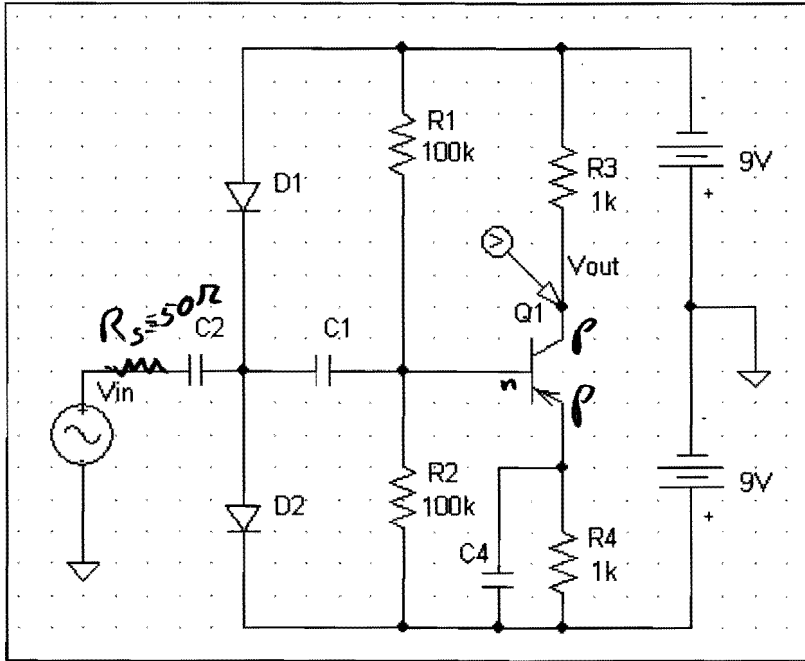 R1
100k
R3
1k
-
9V
+
D1
V
Vout
Q1
p
Rs=50Ω
C2
C1
Vin
n
p
+
-
R2
100k
D2
C4
R4
1k
-
9V
+